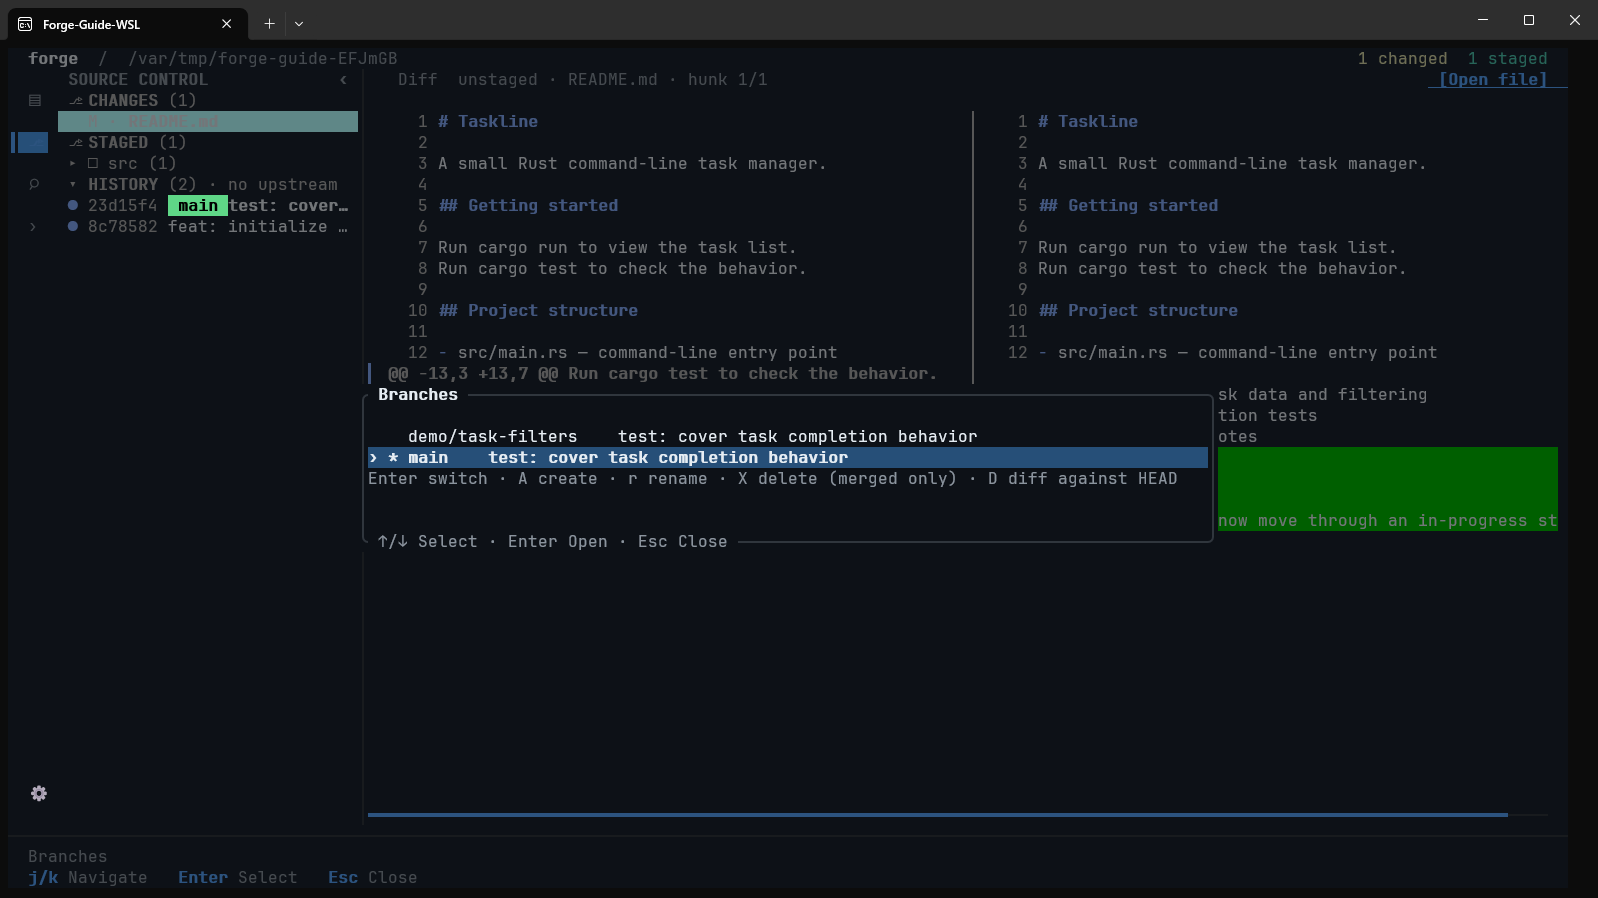 Forge-Guide-WSL
forge / /var/tmp/forge-guide-EFJmGB
1 changed 1 staged
SOURCE CONTROL ‹
CHANGES (1)
M · README.md
STAGED (1)
▸ □ src (1)
▾ HISTORY (2) · no upstream
● 23d15f4 main test: cover…
● 8c78582 feat: initialize …
Diff unstaged · README.md · hunk 1/1
[Open file]
1 # Taskline
2
3 A small Rust command-line task manager.
4
5 ## Getting started
6
7 Run cargo run to view the task list.
8 Run cargo test to check the behavior.
9
10 ## Project structure
11
12 - src/main.rs — command-line entry point
@@ -13,3 +13,7 @@ Run cargo test to check the behavior.
1 # Taskline
2
3 A small Rust command-line task manager.
4
5 ## Getting started
6
7 Run cargo run to view the task list.
8 Run cargo test to check the behavior.
9
10 ## Project structure
11
12 - src/main.rs — command-line entry point
sk data and filtering
tion tests
otes
now move through an in-progress st
Branches
demo/task-filters test: cover task completion behavior
› * main test: cover task completion behavior
Enter switch · A create · r rename · X delete (merged only) · D diff against HEAD
↑/↓ Select · Enter Open · Esc Close
Branches
j/k Navigate Enter Select Esc Close